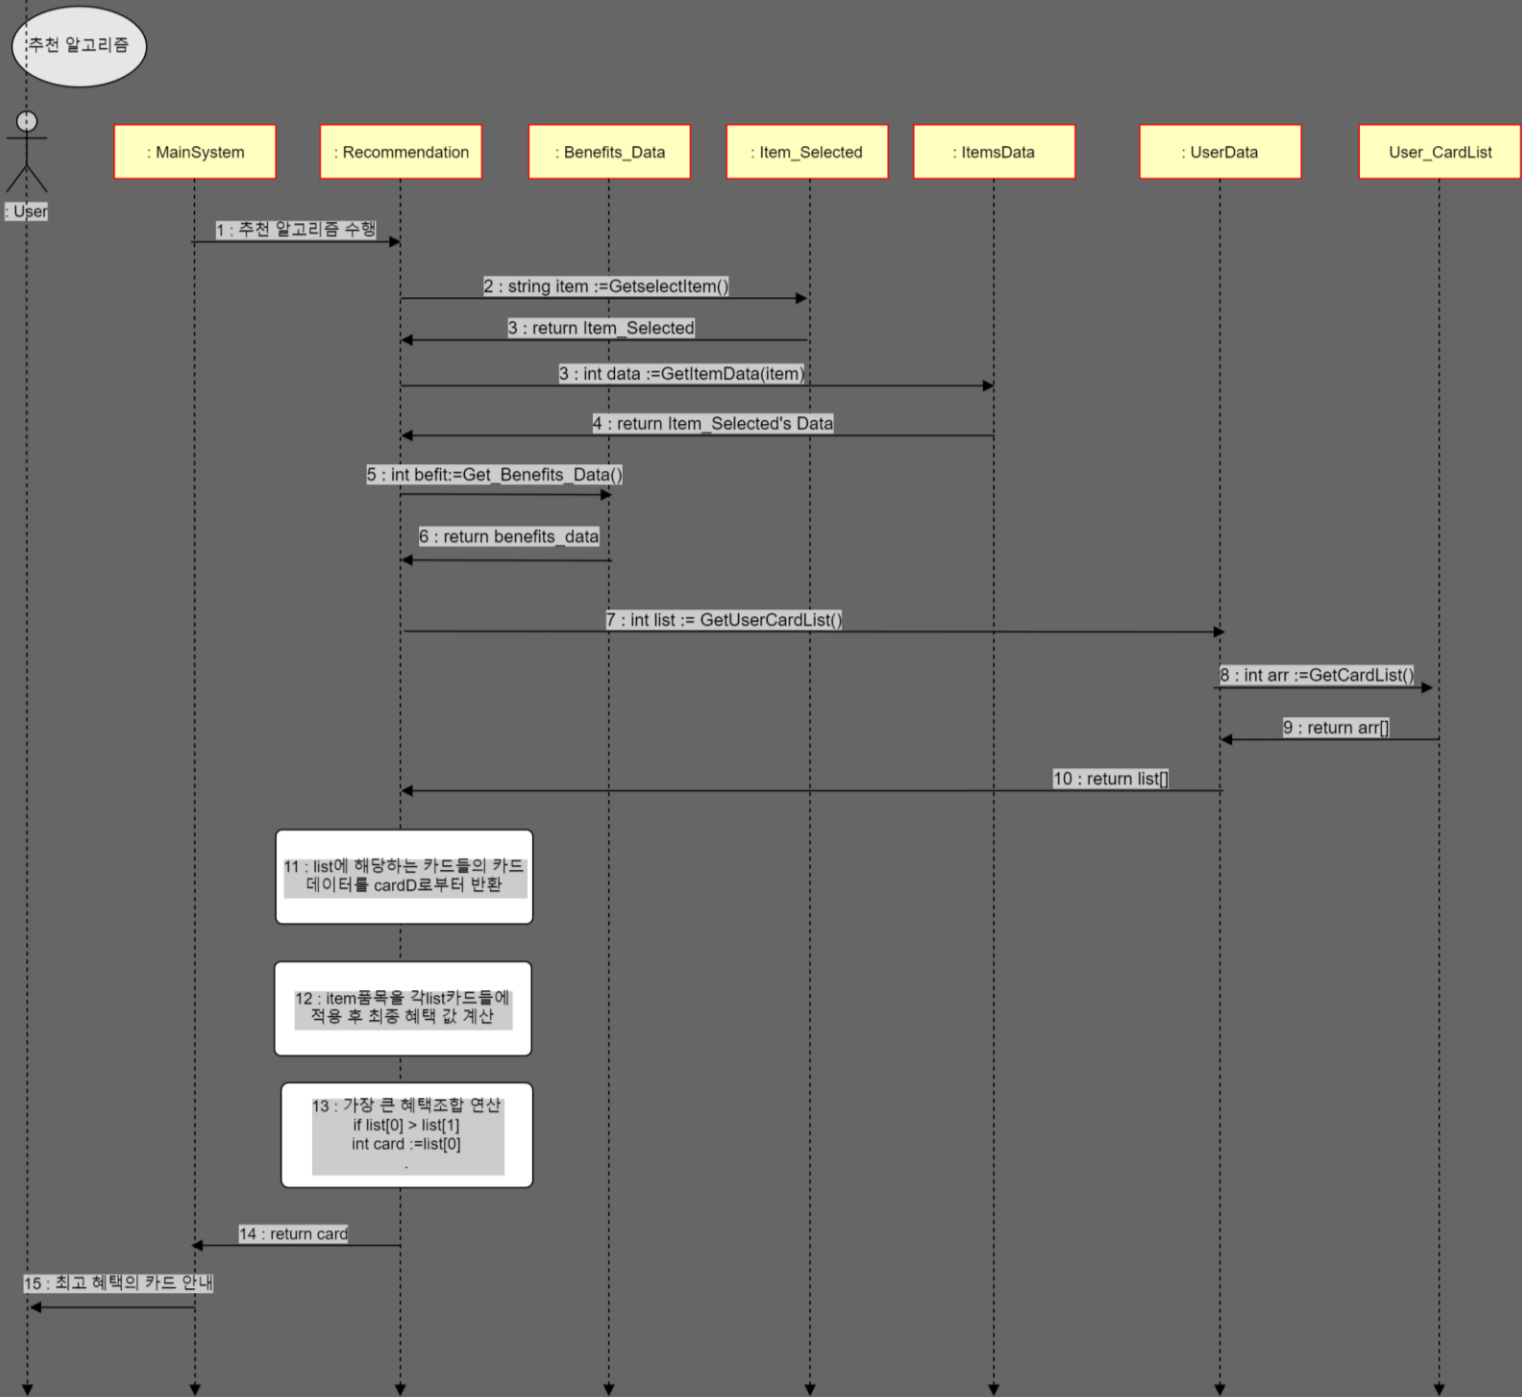 추천 알고리즘
: User
: MainSystem
: Recommendation
: Benefits_Data
: Item_Selected
: ItemsData
: UserData
User_CardList
1 : 추천 알고리즘 수행
2 : string item :=GetselectItem()
3 : return Item_Selected
3 : int data :=GetItemData(item)
4 : return Item_Selected's Data
5 : int befit:=Get_Benefits_Data()
6 : return benefits_data
7 : int list := GetUserCardList()
8 : int arr :=GetCardList()
9 : return arr[]
10 : return list[]
11 : list에 해당하는 카드들의 카드
데이터를 cardD로부터 반환
12 : item품목을 각list카드들에
적용 후 최종 혜택 값 계산
13 : 가장 큰 혜택조합 연산
if list[0] > list[1]
int card :=list[0]
.
14 : return card
15 : 최고 혜택의 카드 안내